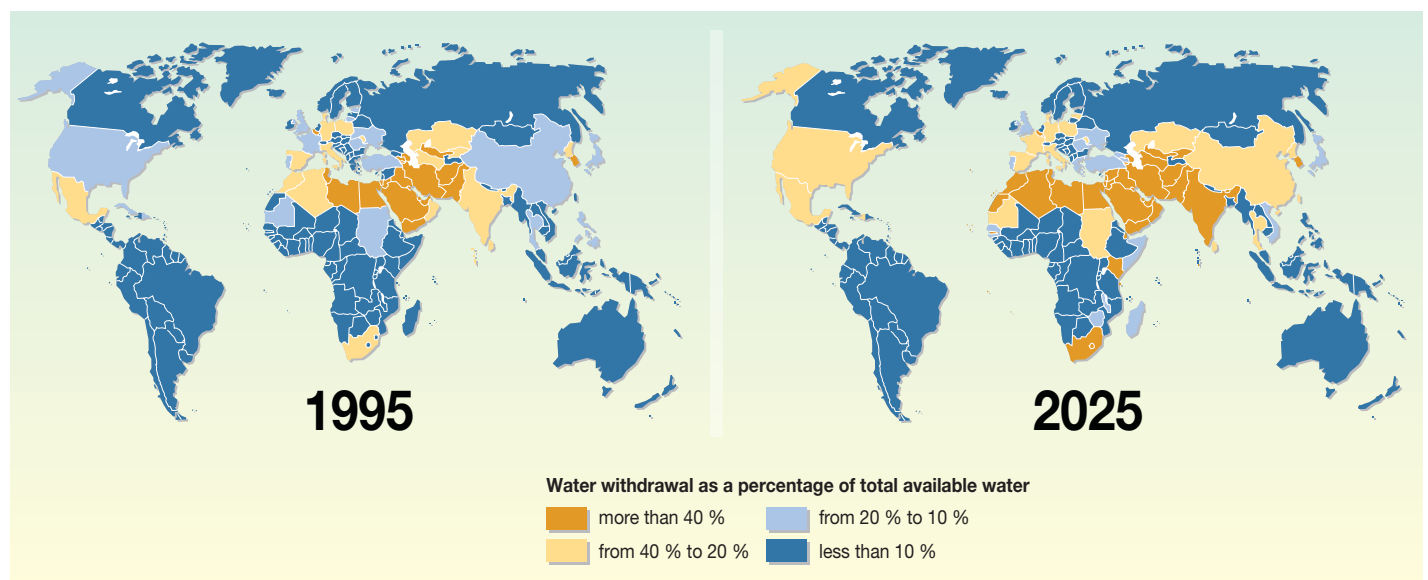 1995
2025
Water withdrawal as a percentage of total available water
more than 40 %
from 20 % to 10 %
from 40 % to 20 %
less than 10 %